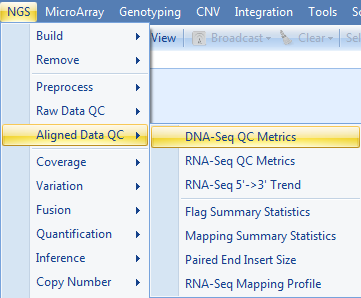 NGS MicroArray Genotyping CNV Integration Tools
Build
View Broadcast Clear
Remove
Preprocess
Raw Data QC
Aligned Data QC
DNA-Seq QC Metrics
Coverage
RNA-Seq QC Metrics
Variation
RNA-Seq 5'->3' Trend
Fusion
Flag Summary Statistics
Quantification
Mapping Summary Statistics
Inference
Paired End Insert Size
Copy Number
RNA-Seq Mapping Profile